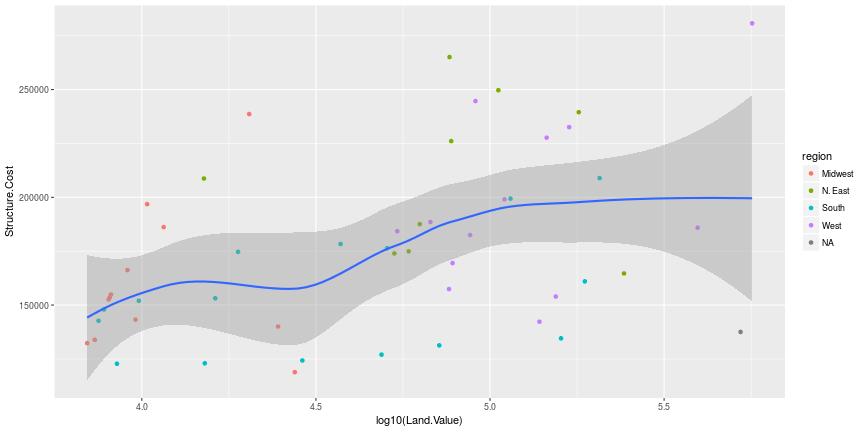 Structure.Cost
250000
200000
150000
4.0 4.5 5.0 5.5
log10(Land.Value)
region
Midwest
N. East
South
West
NA